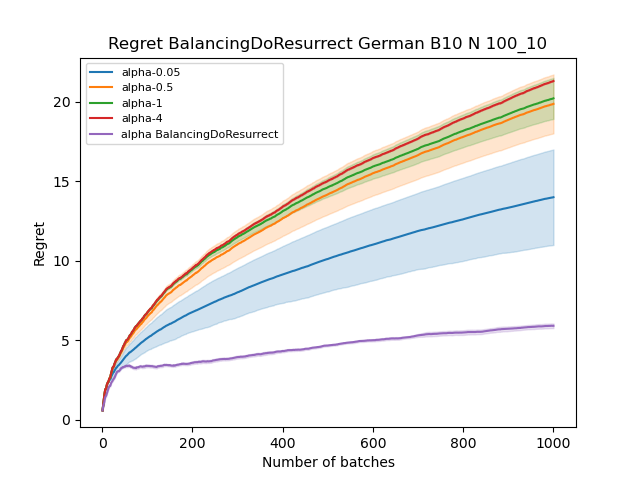 Regret BalancingDoResurrect German B10 N 100_10
alpha-0.05
alpha-0.5
alpha-1
alpha-4
alpha BalancingDoResurrect
Regret
20
15
10
5
0
0 200 400 600 800 1000
Number of batches